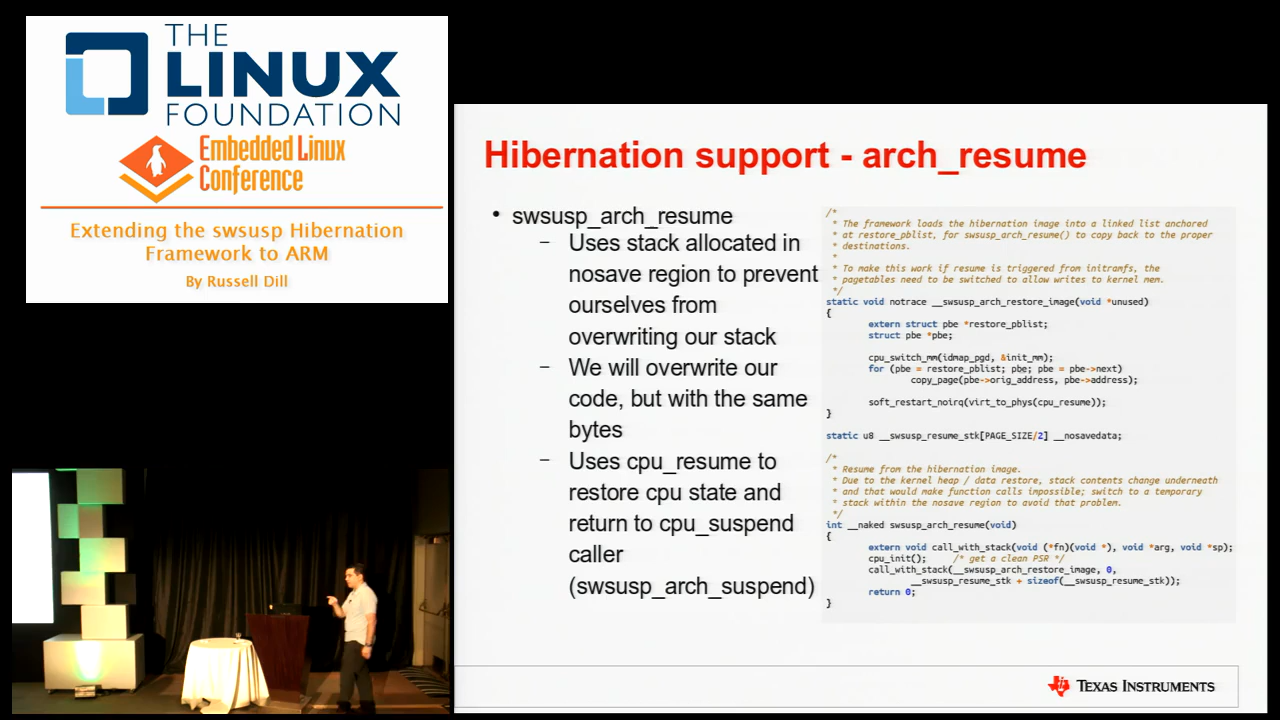 THE
LINUX
FOUNDATION
Embedded Linux
Conference
Extending the swsusp Hibernation
Framework to ARM
By Russell Dill
Hibernation support - arch_resume
• swsusp_arch_resume
– Uses stack allocated in
nosave region to prevent
ourselves from
overwriting our stack
– We will overwrite our
code, but with the same
bytes
– Uses cpu_resume to
restore cpu state and
return to cpu_suspend
caller
(swsusp_arch_suspend)
/*
* The framework loads the hibernation image into a linked list anchored
* at restore_pblist, for swsusp_arch_resume() to copy back to the proper
* destinations.
*
* To make this work if resume is triggered from initramfs, the
* pagetables need to be switched to allow writes to kernel mem.
*/
static void notrace __swsusp_arch_restore_image(void *unused)
{
extern struct pbe *restore_pblist;
struct pbe *pbe;
cpu_switch_mm(idmap_pgd, &init_mm);
for (pbe = restore_pblist; pbe; pbe = pbe->next)
copy_page(pbe->orig_address, pbe->address);
soft_restart_noirq(virt_to_phys(cpu_resume));
}
static u8 __swsusp_resume_stk[PAGE_SIZE/2] __nosavedata;
/*
* Resume from the hibernation image.
* Due to the kernel heap / data restore, stack contents change underneath
* and that would make function calls impossible; switch to a temporary
* stack within the nosave region to avoid that problem.
*/
int __naked swsusp_arch_resume(void)
{
extern void call_with_stack(void (*fn)(void *), void *arg, void *sp);
cpu_init(); /* get a clean PSR */
call_with_stack(__swsusp_arch_restore_image, 0,
__swsusp_resume_stk + sizeof(__swsusp_resume_stk));
return 0;
}
TEXAS INSTRUMENTS